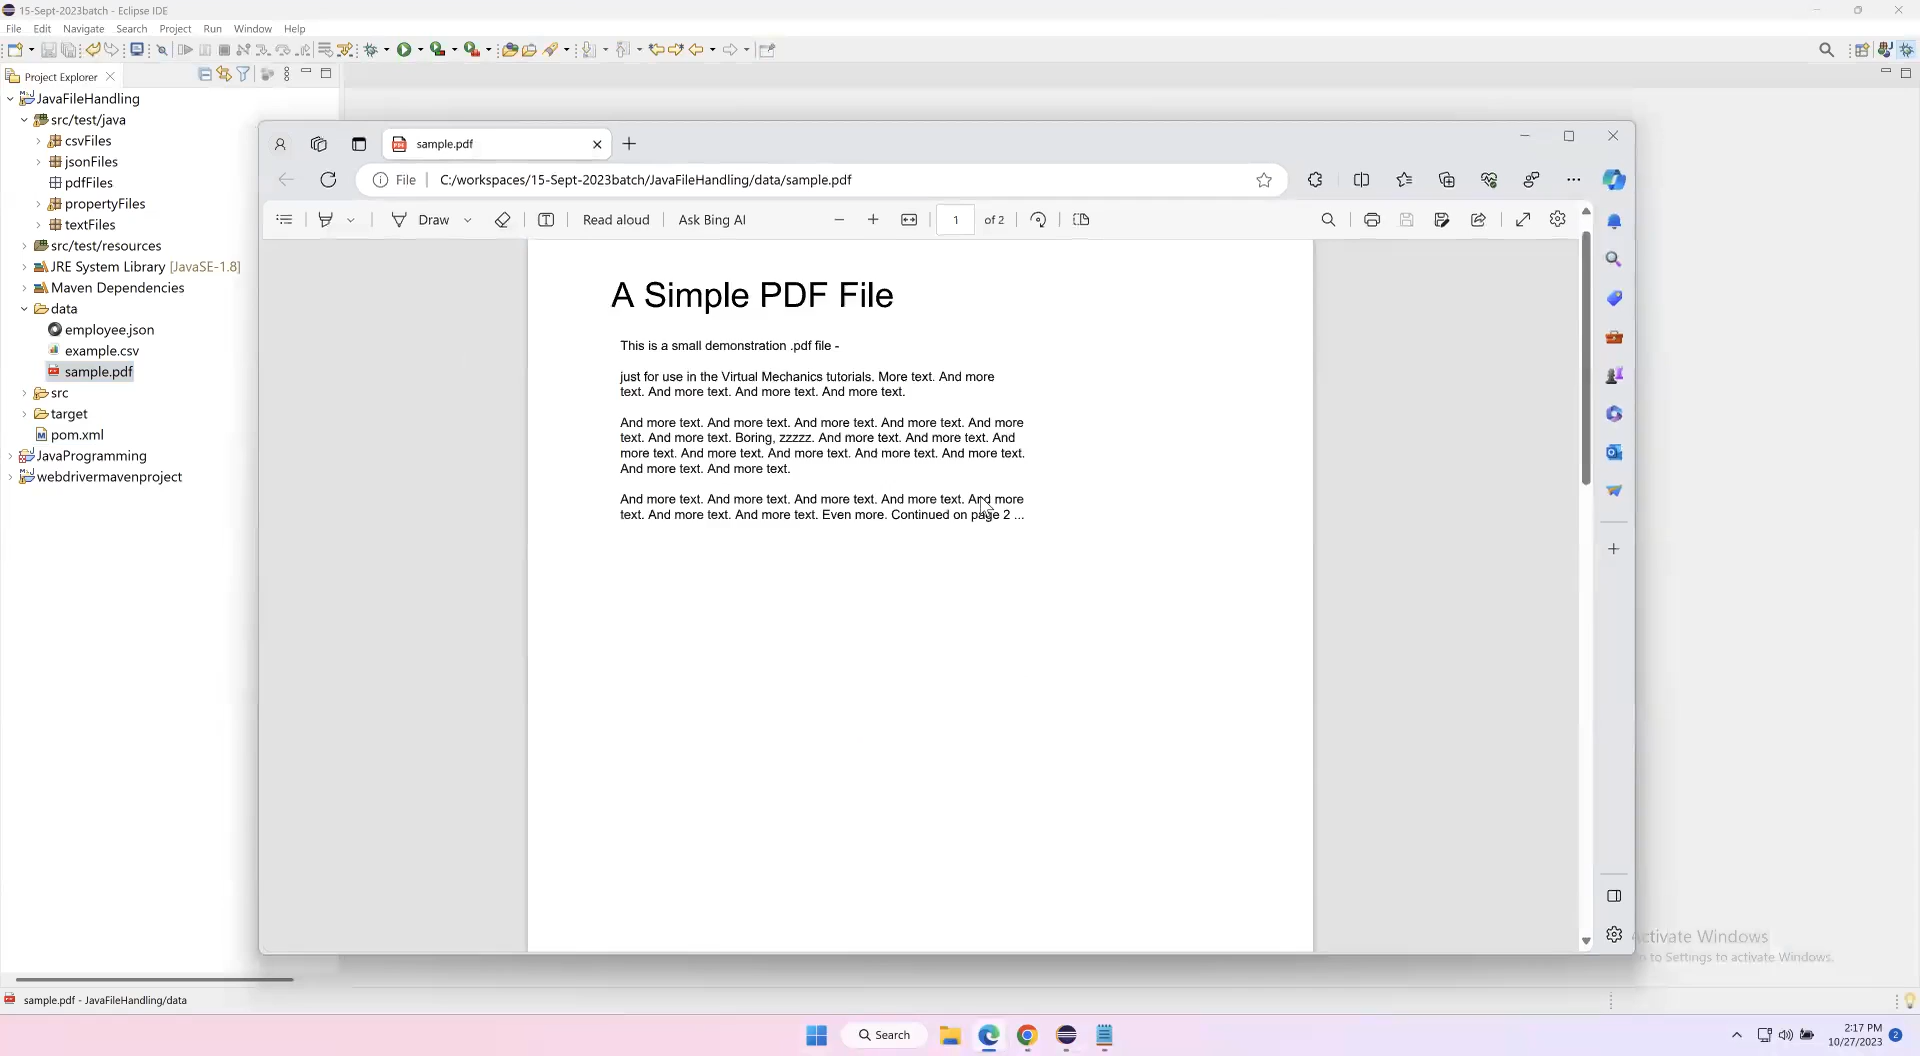 15-Sept-2023batch - Eclipse IDE
File Edit Navigate Search Project Run Window Help
Project Explorer
JavaFileHandling
src/test/java
csvFiles
jsonFiles
pdfFiles
propertyFiles
textFiles
src/test/resources
JRE System Library [JavaSE-1.8]
Maven Dependencies
data
employee.json
example.csv
sample.pdf
src
target
pom.xml
JavaProgramming
webdrivermavenproject
sample.pdf
File C:/workspaces/15-Sept-2023batch/JavaFileHandling/data/sample.pdf
Draw Read aloud Ask Bing AI 1 of 2
A Simple PDF File
This is a small demonstration .pdf file -
just for use in the Virtual Mechanics tutorials. More text. And more
text. And more text. And more text. And more text.
And more text. And more text. And more text. And more text. And more
text. And more text. Boring, zzzzz. And more text. And more text. And
more text. And more text. And more text. And more text. And more text.
And more text. And more text.
And more text. And more text. And more text. And more text. And more
text. And more text. And more text. Even more. Continued on page 2 ...
ctivate Windows
to Settings to activate Windows.
sample.pdf - JavaFileHandling/data
Search
2:17 PM
10/27/2023
2